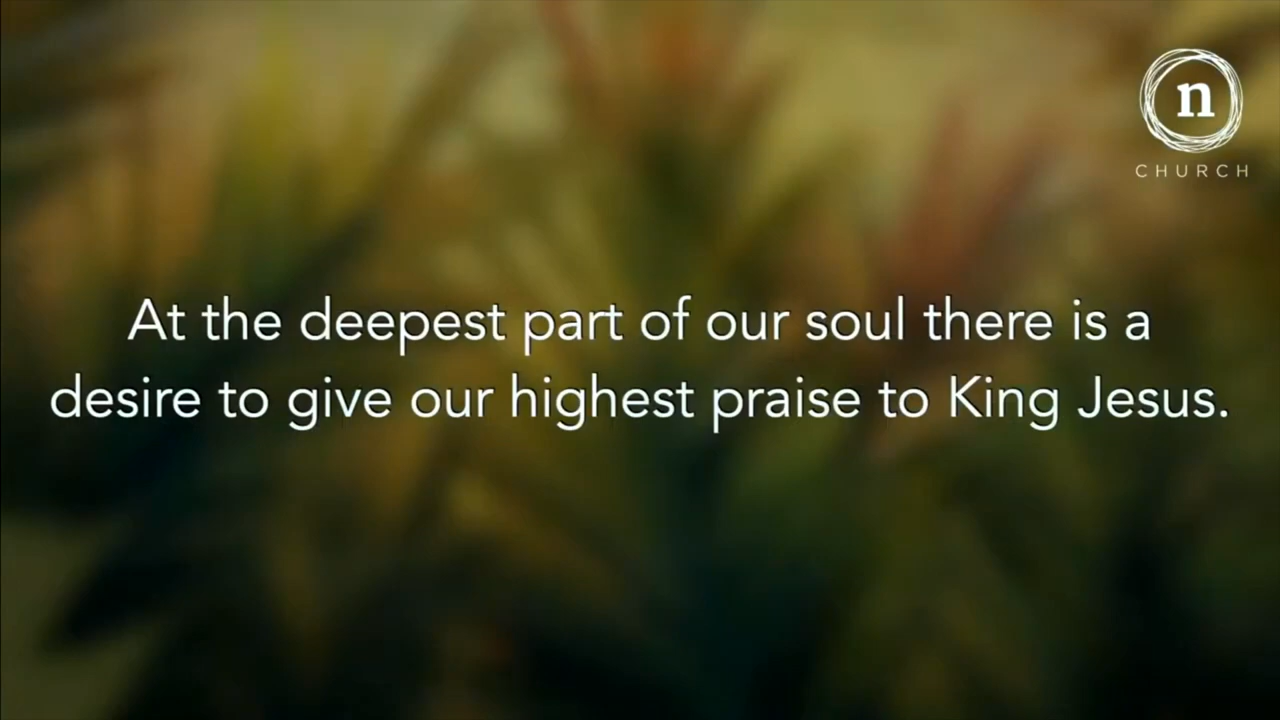 n
CHURCH
At the deepest part of our soul there is a
desire to give our highest praise to King Jesus.